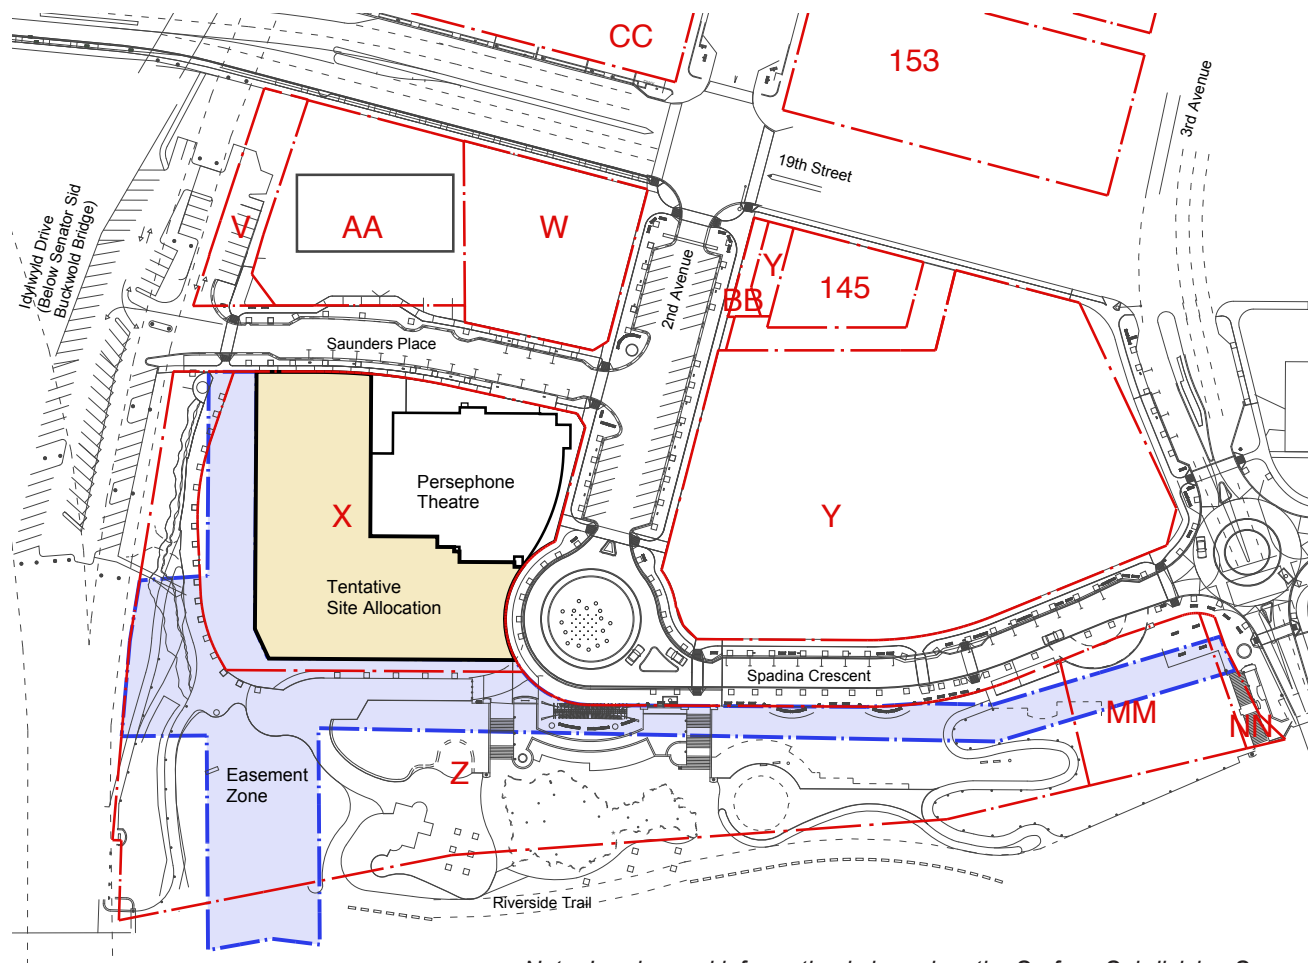 CC
153
3rd Avenue
19th Street
Idylwyld Drive
(Below Senator Sid
Buckwold Bridge)
V
AA
W
2nd Avenue
Y
BB
145
Saunders Place
Persephone
Theatre
X
Y
Tentative
Site Allocation
Spadina Crescent
MM
NN
Easement
Zone
Z
Riverside Trail